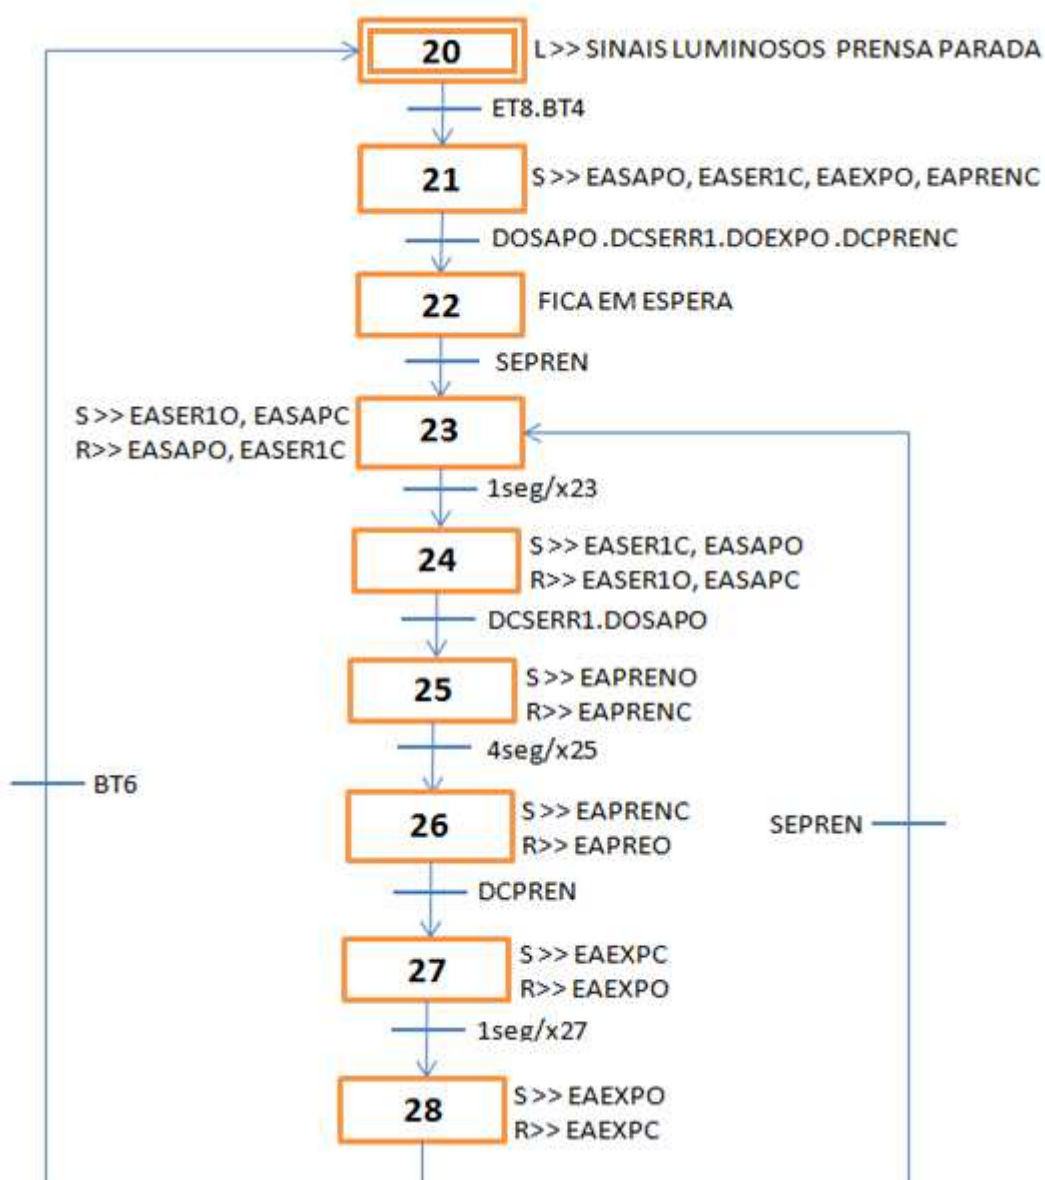 20
L>> SINAIS LUMINOSOS PRENSA PARADA
ET8.BT4
21
S>> EASAPO, EASER1C, EAEXPO, EAPRENC
DOSAPO.DCSERR1.DOEXPO.DCPRENC
22
FICA EM ESPERA
SEPREN
S>> EASER1O, EASAPC
R>> EASAPO, EASER1C
23
1seg/x23
24
S>> EASER1C, EASAPO
R>> EASER1O, EASAPC
DCSERR1.DOSAPO
25
S>> EAPRENO
R>> EAPRENC
4seg/x25
BT6
26
S>> EAPRENC
R>> EAPREO
SEPREN
DCPREN
27
S>> EAEXPC
R>> EAEXPO
1seg/x27
28
S>> EAEXPO
R>> EAEXPC